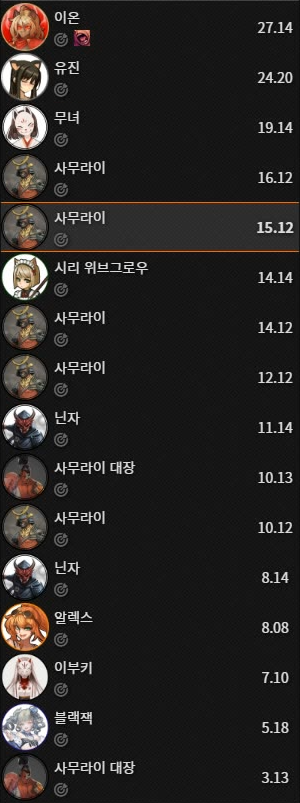 이온
27.14
유진
24.20
무녀
19.14
사무라이
16.12
사무라이
15.12
시리 위브그로우
14.14
사무라이
14.12
사무라이
12.12
닌자
11.14
사무라이 대장
10.13
사무라이
10.12
닌자
8.14
알렉스
8.08
이부키
7.10
블랙잭
5.18
사무라이 대장
3.13